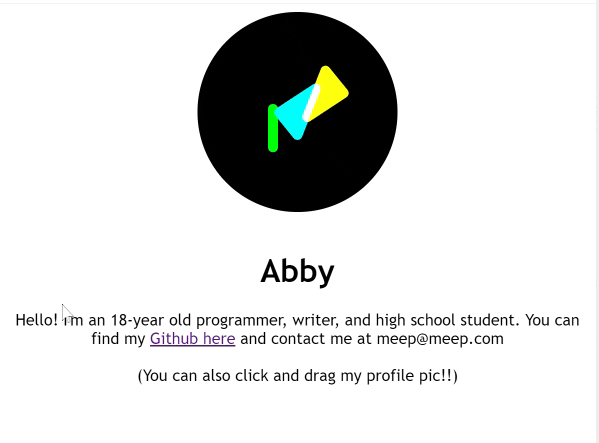 Abby
Hello! I'm an 18-year old programmer, writer, and high school student. You can
find my Github here and contact me at meep@meep.com
(You can also click and drag my profile pic!!)